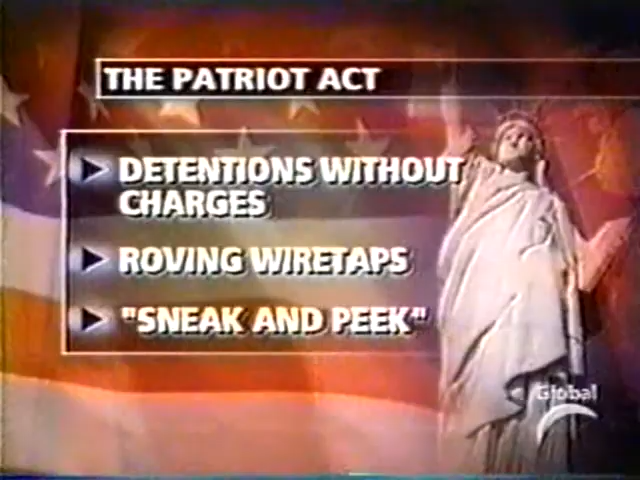 THE PATRIOT ACT
DETENTIONS WITHOUT
CHARGES
ROVING WIRETAPS
"SNEAK AND PEEK"
Global